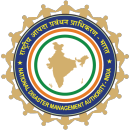 राष्ट्रीय आपदा प्रबंधन प्राधिकरण, भारत
NATIONAL DISASTER MANAGEMENT AUTHORITY • INDIA